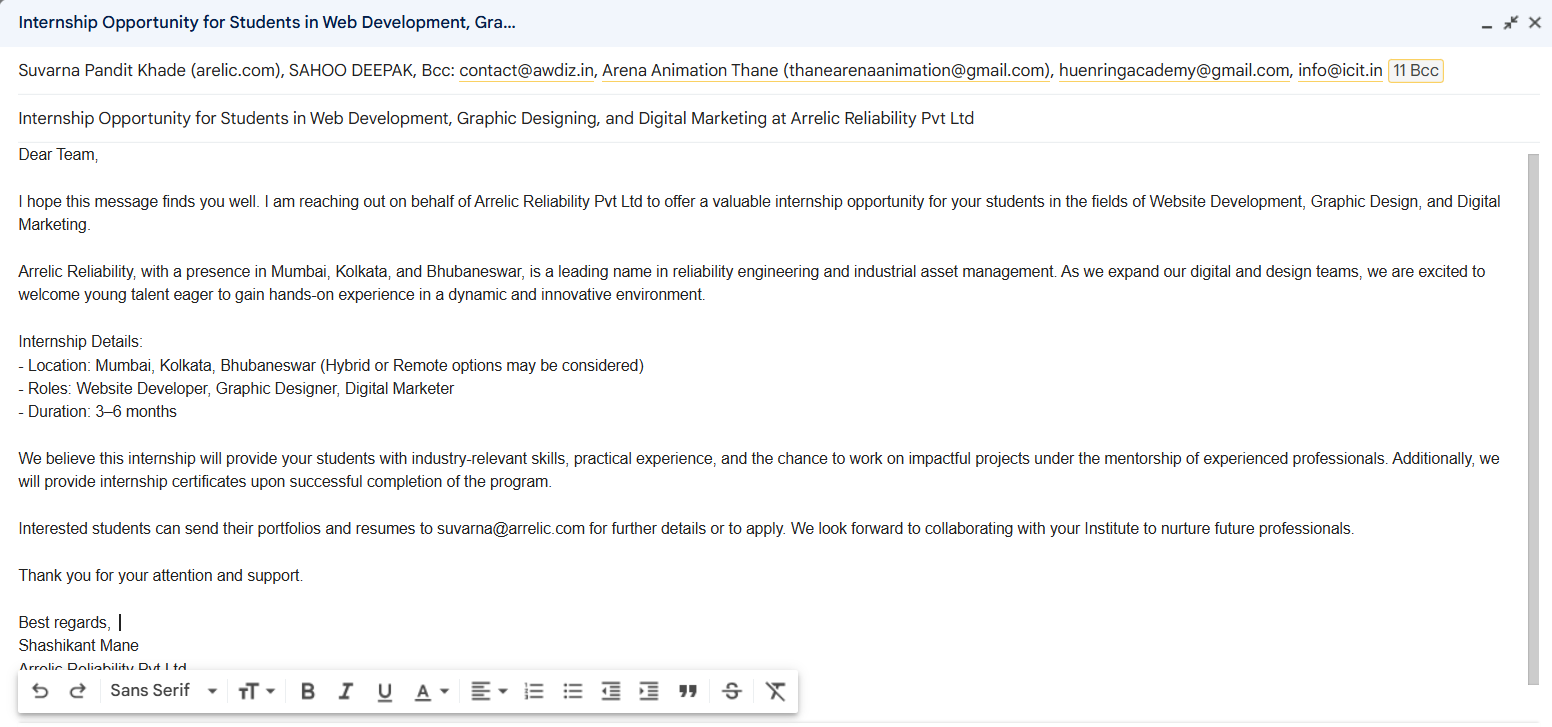 Internship Opportunity for Students in Web Development, Gra...
Suvarna Pandit Khade (arelic.com), SAHOO DEEPAK, Bcc: contact@awdiz.in, Arena Animation Thane (thanearenaanimation@gmail.com), huenringacademy@gmail.com, info@icit.in 11 Bcc
Internship Opportunity for Students in Web Development, Graphic Designing, and Digital Marketing at Arrelic Reliability Pvt Ltd
Dear Team,
I hope this message finds you well. I am reaching out on behalf of Arrelic Reliability Pvt Ltd to offer a valuable internship opportunity for your students in the fields of Website Development, Graphic Design, and Digital
Marketing.
Arrelic Reliability, with a presence in Mumbai, Kolkata, and Bhubaneswar, is a leading name in reliability engineering and industrial asset management. As we expand our digital and design teams, we are excited to
welcome young talent eager to gain hands-on experience in a dynamic and innovative environment.
Internship Details:
- Location: Mumbai, Kolkata, Bhubaneswar (Hybrid or Remote options may be considered)
- Roles: Website Developer, Graphic Designer, Digital Marketer
- Duration: 3–6 months
We believe this internship will provide your students with industry-relevant skills, practical experience, and the chance to work on impactful projects under the mentorship of experienced professionals. Additionally, we
will provide internship certificates upon successful completion of the program.
Interested students can send their portfolios and resumes to suvarna@arrelic.com for further details or to apply. We look forward to collaborating with your Institute to nurture future professionals.
Thank you for your attention and support.
Best regards,
Shashikant Mane
Arrelic Reliability Pvt Ltd
Sans Serif